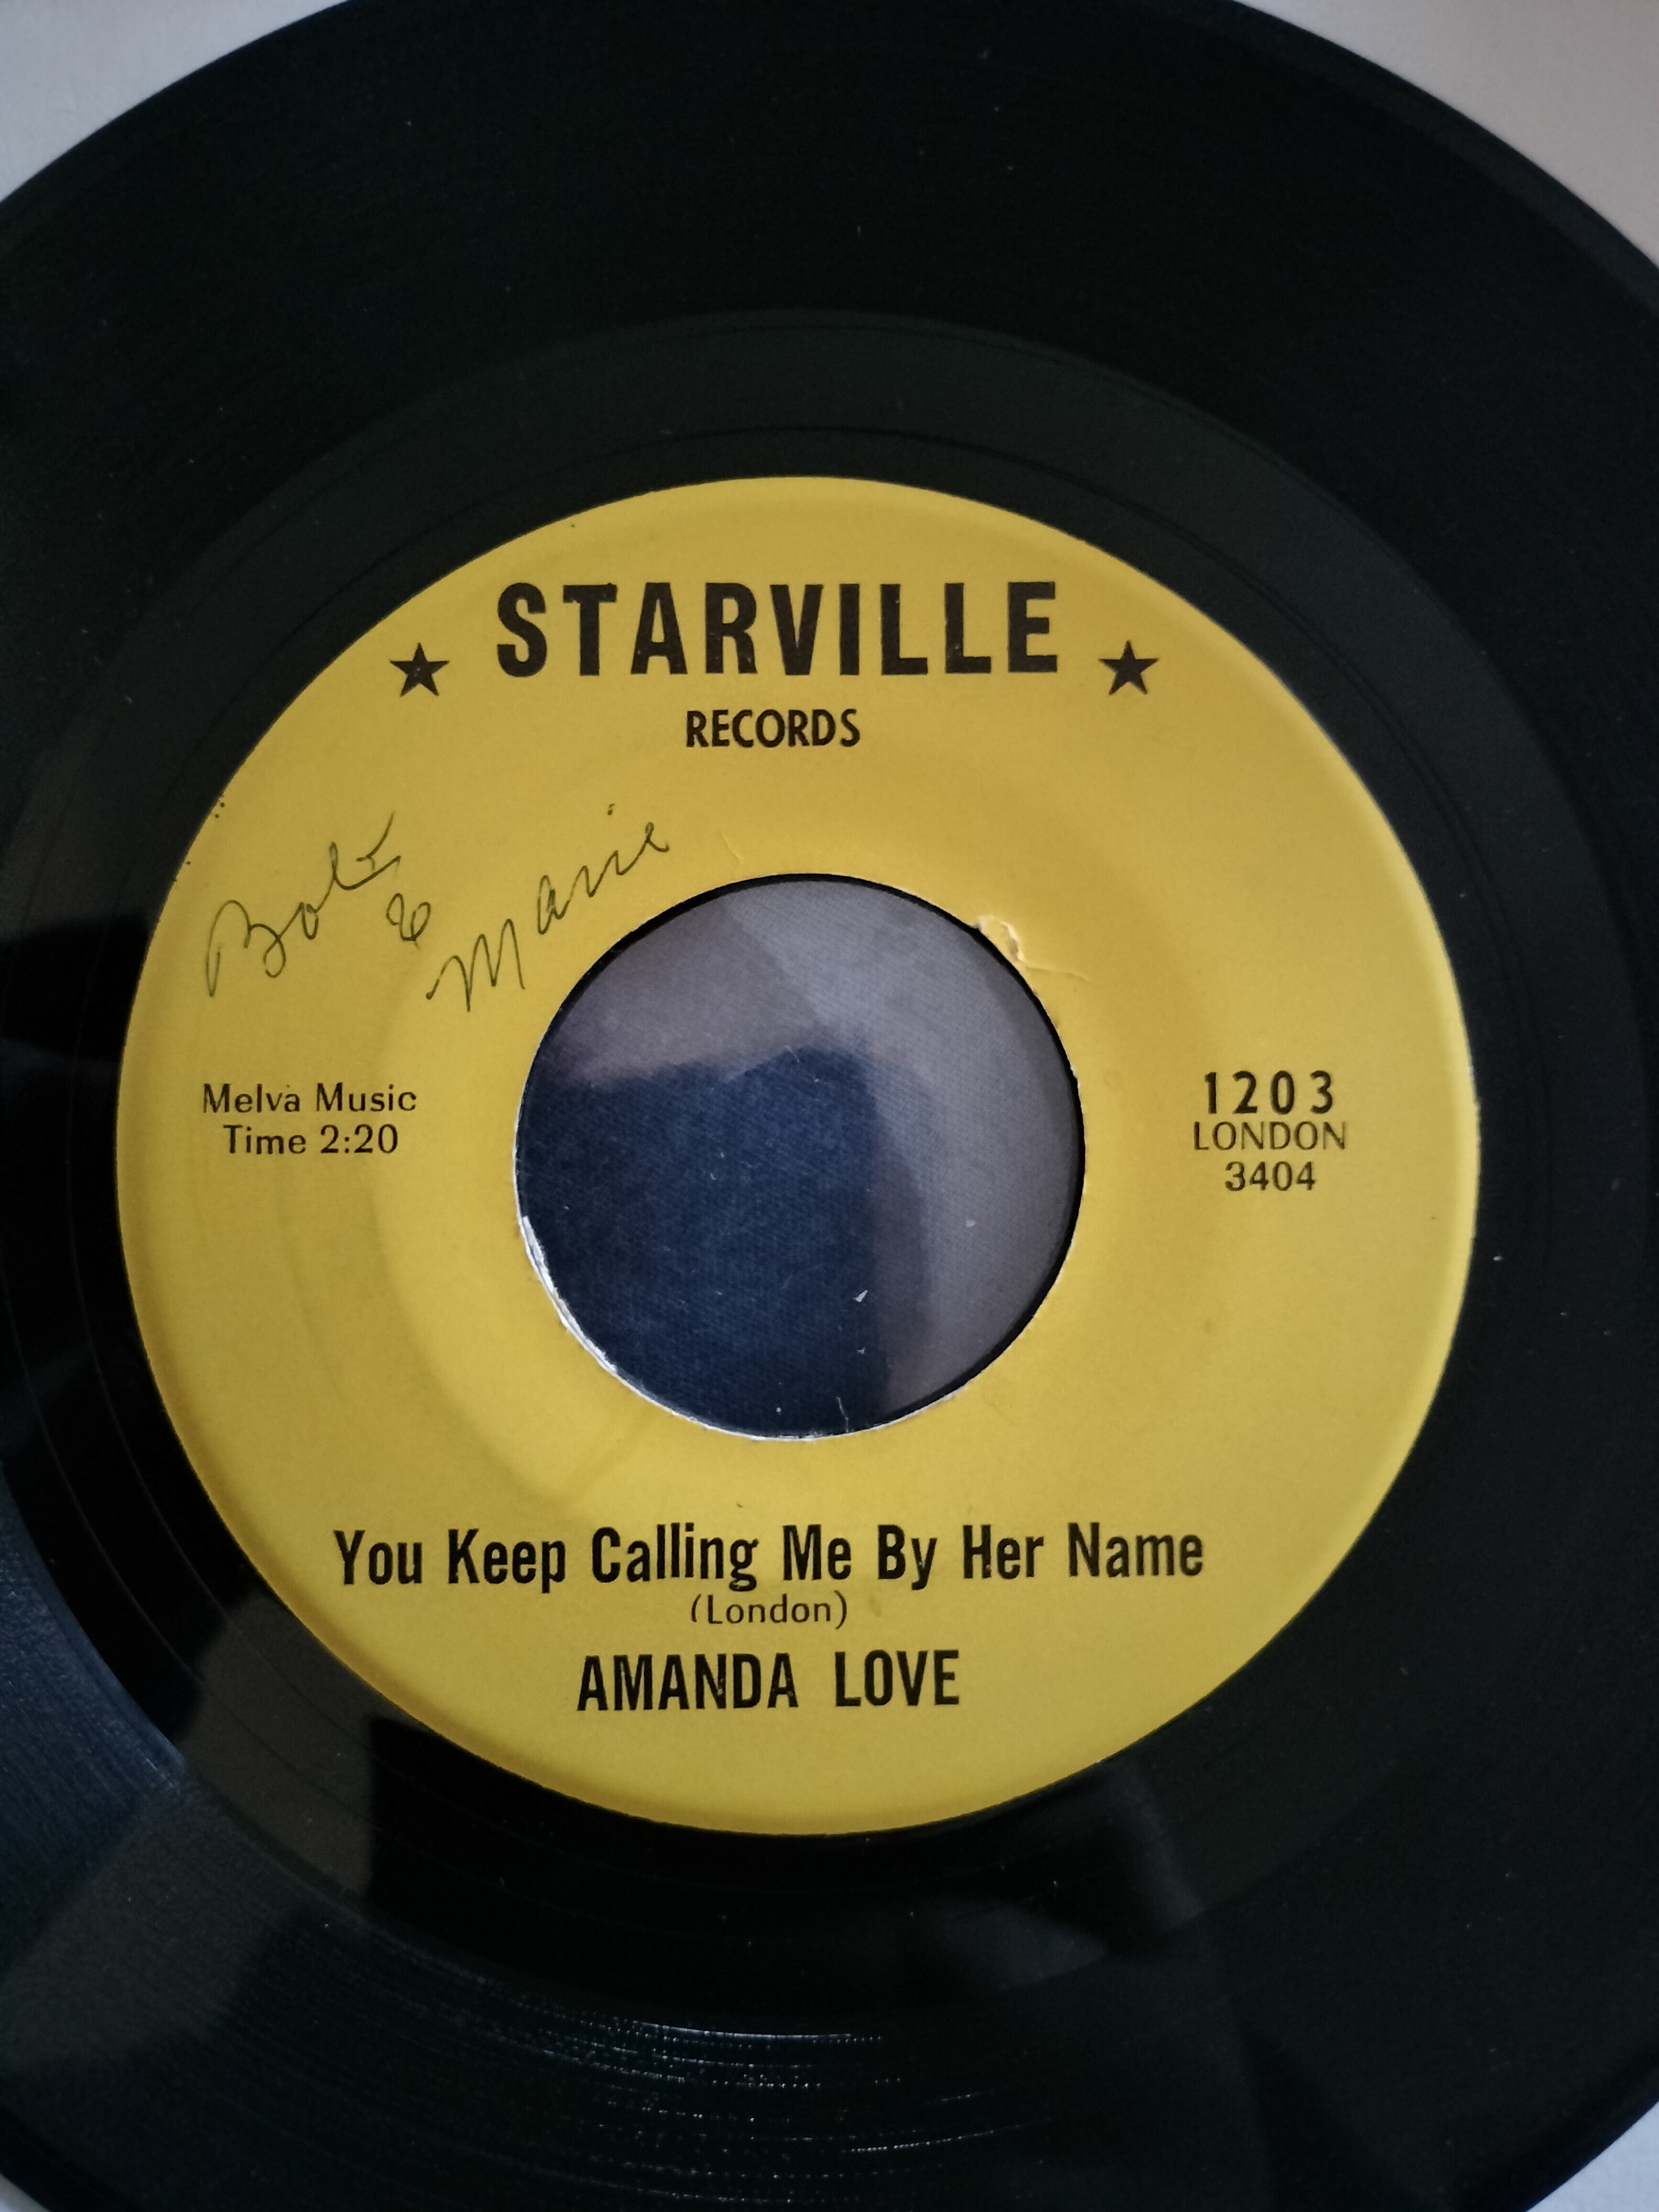 ★ STARVILLE ★
RECORDS
Bob
&
Marie
Melva Music
Time 2:20
1203
LONDON
3404
You Keep Calling Me By Her Name
(London)
AMANDA LOVE